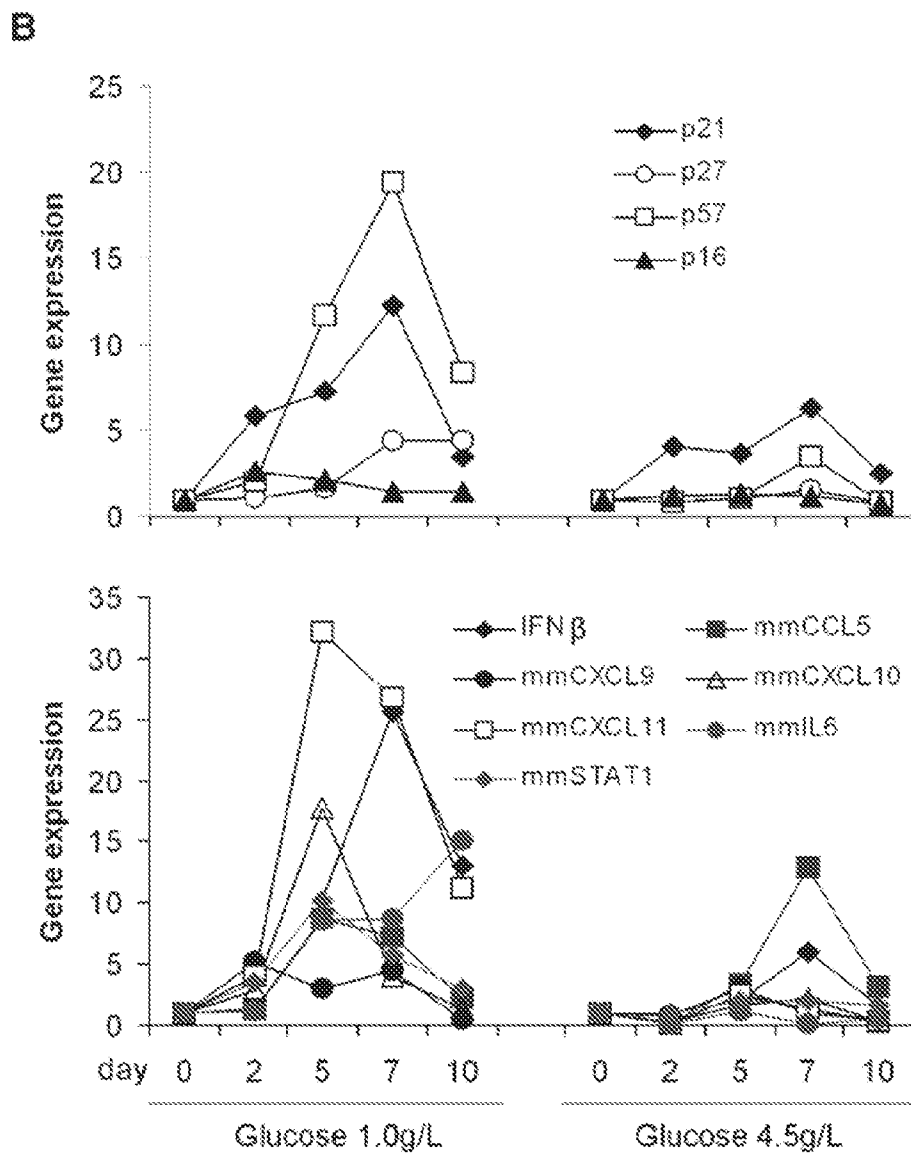 B
25
20
15
10
5
0
Gene expression
p21
p27
p57
p16
35
30
25
20
15
10
5
0
Gene expression
IFNβ mmCCL5
mmCXCL9 mmCXCL10
mmCXCL11 mmIL6
mmSTAT1
day 0 2 5 7 10 0 2 5 7 10
Glucose 1.0g/L Glucose 4.5g/L